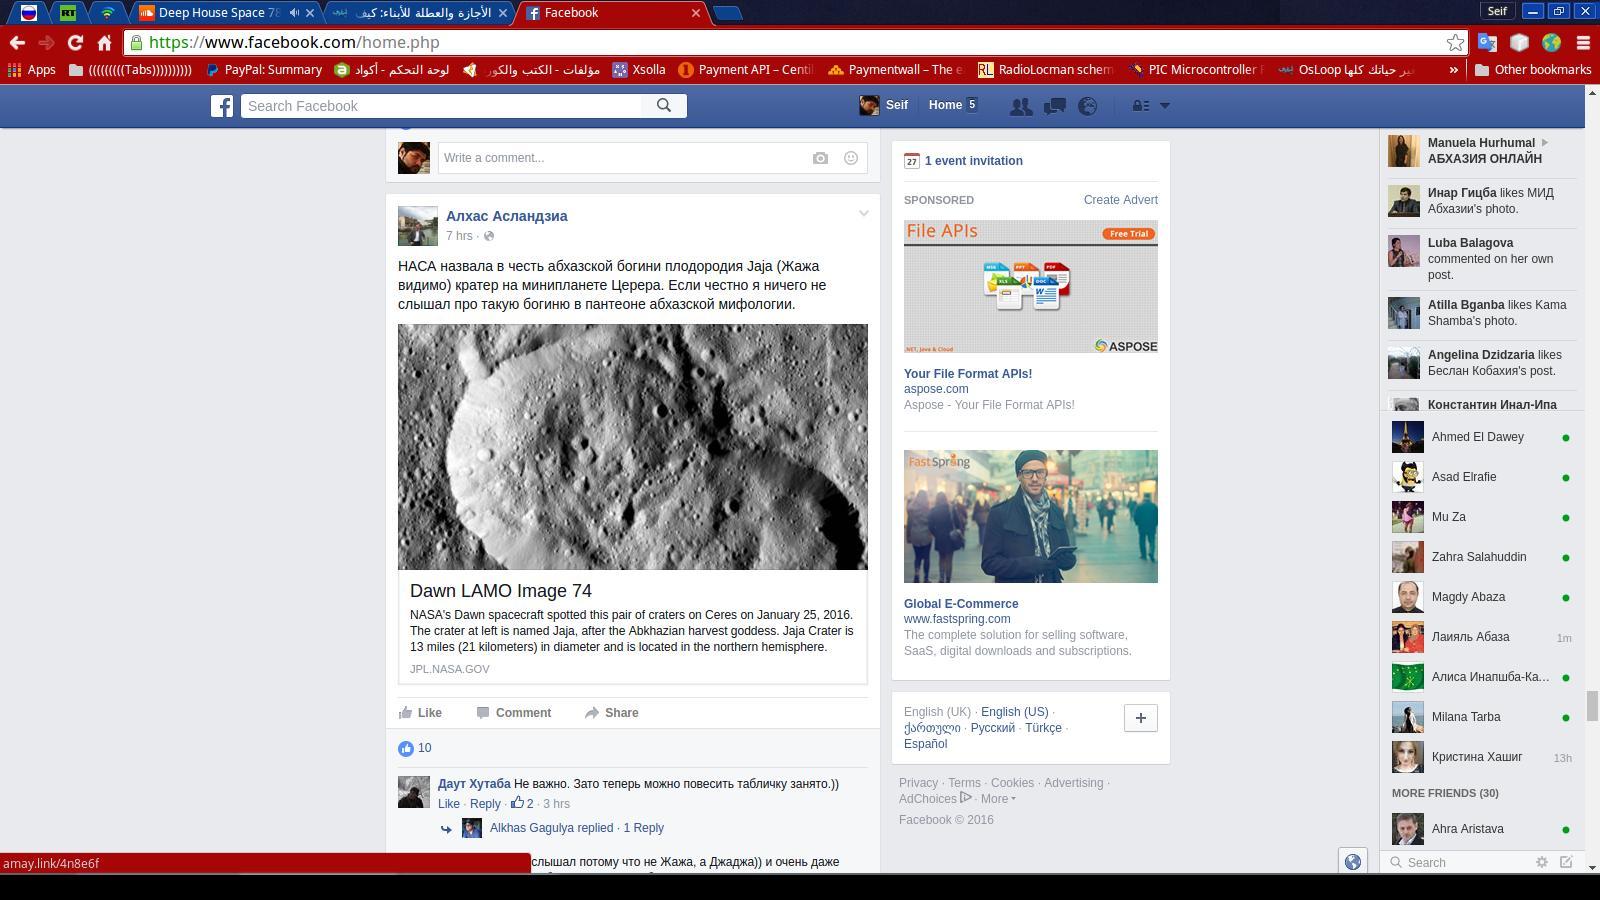 Deep House Space 78
الأجازة والعطلة للأبناء: كيف
Facebook
Seif
https://www.facebook.com/home.php
Apps
(((((((((Tabs))))))))))
PayPal: Summary
لوحة التحكم - أكواد
مؤلفات - الكتب والكور
Xsolla
Payment API – Centi
Paymentwall – The e
RadioLocman schem
PIC Microcontroller
OsLoop غير حياتك كلها
»
Other bookmarks
Search Facebook
Seif
Home 5
Write a comment...
Алхас Асландзиа
7 hrs ·
НАСА назвала в честь абхазской богини плодородия Jaja (Жажа
видимо) кратер на минипланете Церера. Если честно я ничего не
слышал про такую богиню в пантеоне абхазской мифологии.
Dawn LAMO Image 74
NASA's Dawn spacecraft spotted this pair of craters on Ceres on January 25, 2016.
The crater at left is named Jaja, after the Abkhazian harvest goddess. Jaja Crater is
13 miles (21 kilometers) in diameter and is located in the northern hemisphere.
JPL.NASA.GOV
Like Comment Share
10
Даут Хутаба Не важно. Зато теперь можно повесить табличку занято.))
Like · Reply · 2 · 3 hrs
Alkhas Gagulya replied · 1 Reply
слышал потому что не Жажа, а Джаджа)) и очень даже
amay.link/4n8e6f
27 1 event invitation
SPONSORED Create Advert
File APIs
Free Trial
.NET, Java & Cloud
ASPOSE
Your File Format APIs!
aspose.com
Aspose - Your File Format APIs!
FastSpring
Global E-Commerce
www.fastspring.com
The complete solution for selling software,
SaaS, digital downloads and subscriptions.
English (UK) · English (US) ·
ქართული · Русский · Türkçe ·
Español
+
Privacy · Terms · Cookies · Advertising ·
AdChoices · More
Facebook © 2016
Manuela Hurhumal
АБХАЗИЯ ОНЛАЙН
Инар Гицба likes МИД
Абхазии's photo.
Luba Balagova
commented on her own
post.
Atilla Bganba likes Kama
Shamba's photo.
Angelina Dzidzaria likes
Беслан Кобахия's post.
Константин Инал-Ипа
Ahmed El Dawey
Asad Elrafie
Mu Za
Zahra Salahuddin
Magdy Abaza
Лаияль Абаза 1m
Алиса Инапшба-Ка...
Milana Tarba
Кристина Хашиг 13h
MORE FRIENDS (30)
Ahra Aristava
Search